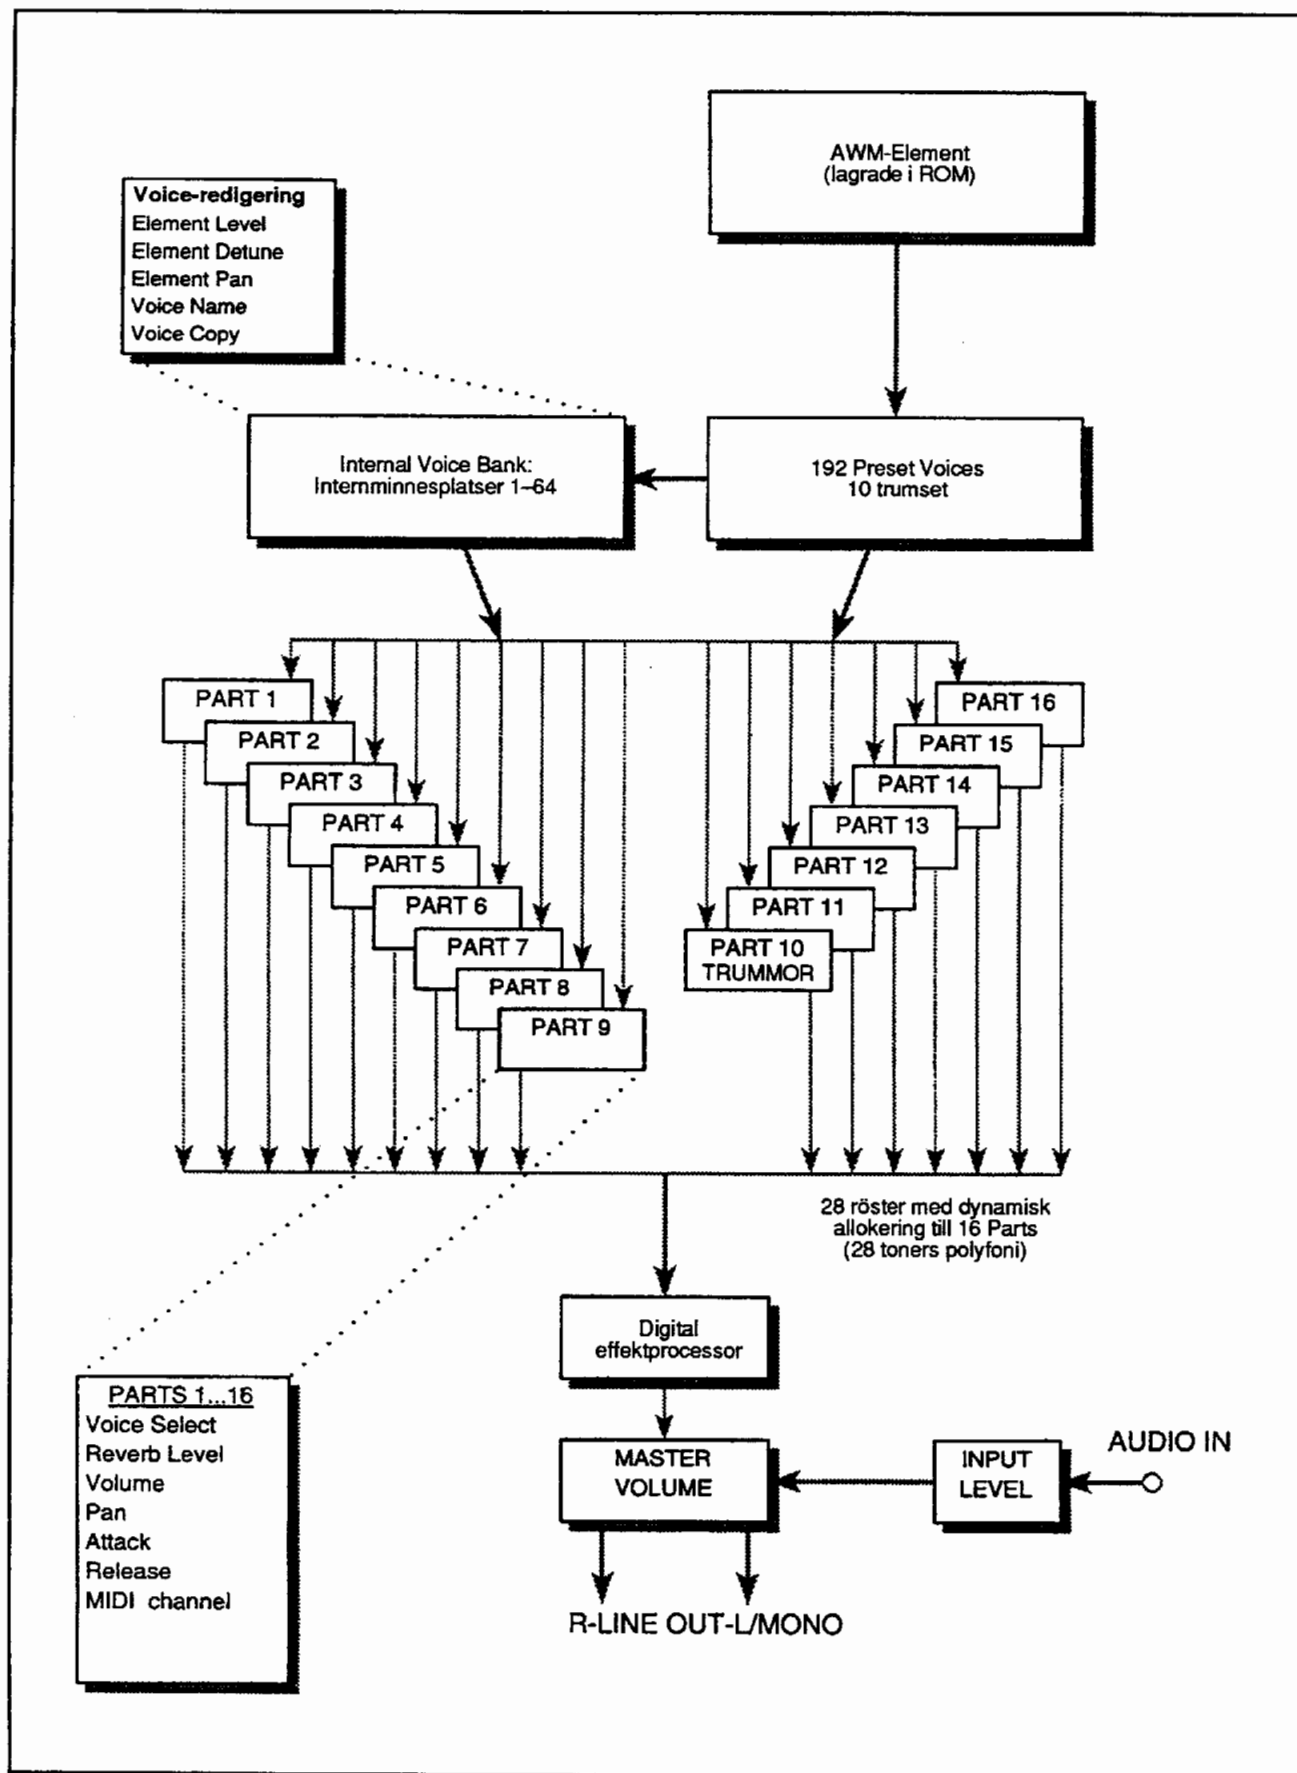 AWM-Element
(lagrade i ROM)
Voice-redigering
Element Level
Element Detune
Element Pan
Voice Name
Voice Copy
Internal Voice Bank:
Internminnesplatser 1–64
192 Preset Voices
10 trumset
PART 1
PART 2
PART 3
PART 4
PART 5
PART 6
PART 7
PART 8
PART 9
PART 16
PART 15
PART 14
PART 13
PART 12
PART 11
PART 10
TRUMMOR
28 röster med dynamisk
allokering till 16 Parts
(28 toners polyfoni)
Digital
effektprocessor
PARTS 1...16
Voice Select
Reverb Level
Volume
Pan
Attack
Release
MIDI channel
MASTER
VOLUME
INPUT
LEVEL
AUDIO IN
R-LINE OUT-L/MONO